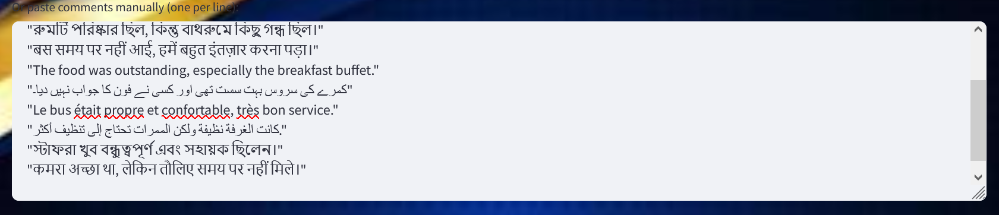 Or paste comments manually (one per line):
"রুমটি পরিষ্কার ছিল, কিন্তু বাথরুমে কিছু গন্ধ ছিল।"
"बस समय पर नहीं आई, हमें बहुत इंतज़ार करना पड़ा।"
"The food was outstanding, especially the breakfast buffet."
"کمرے کی سروس بہت سست تھی اور کسی نے فون کا جواب نہیں دیا۔"
"Le bus était propre et confortable, très bon service."
"كانت الغرفة نظيفة ولكن الممرات تحتاج إلى تنظيف أكثر."
"স্টাফরা খুব বন্ধুত্বপূর্ণ এবং সহায়ক ছিলেন।"
"कमरा अच्छा था, लेकिन तौलिए समय पर नहीं मिले।"